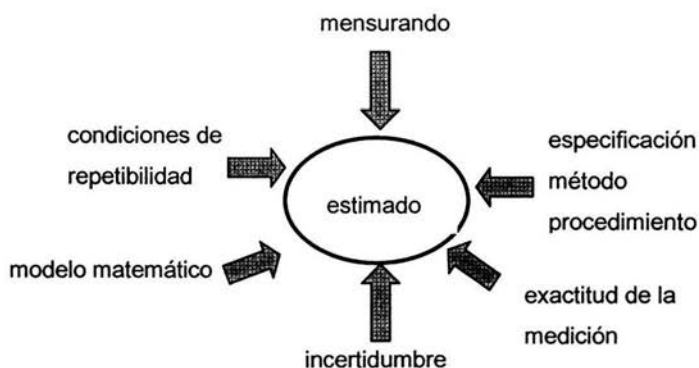 mensurando
condiciones de
repetibilidad
especificación
método
procedimiento
estimado
modelo matemático
exactitud de la
medición
incertidumbre